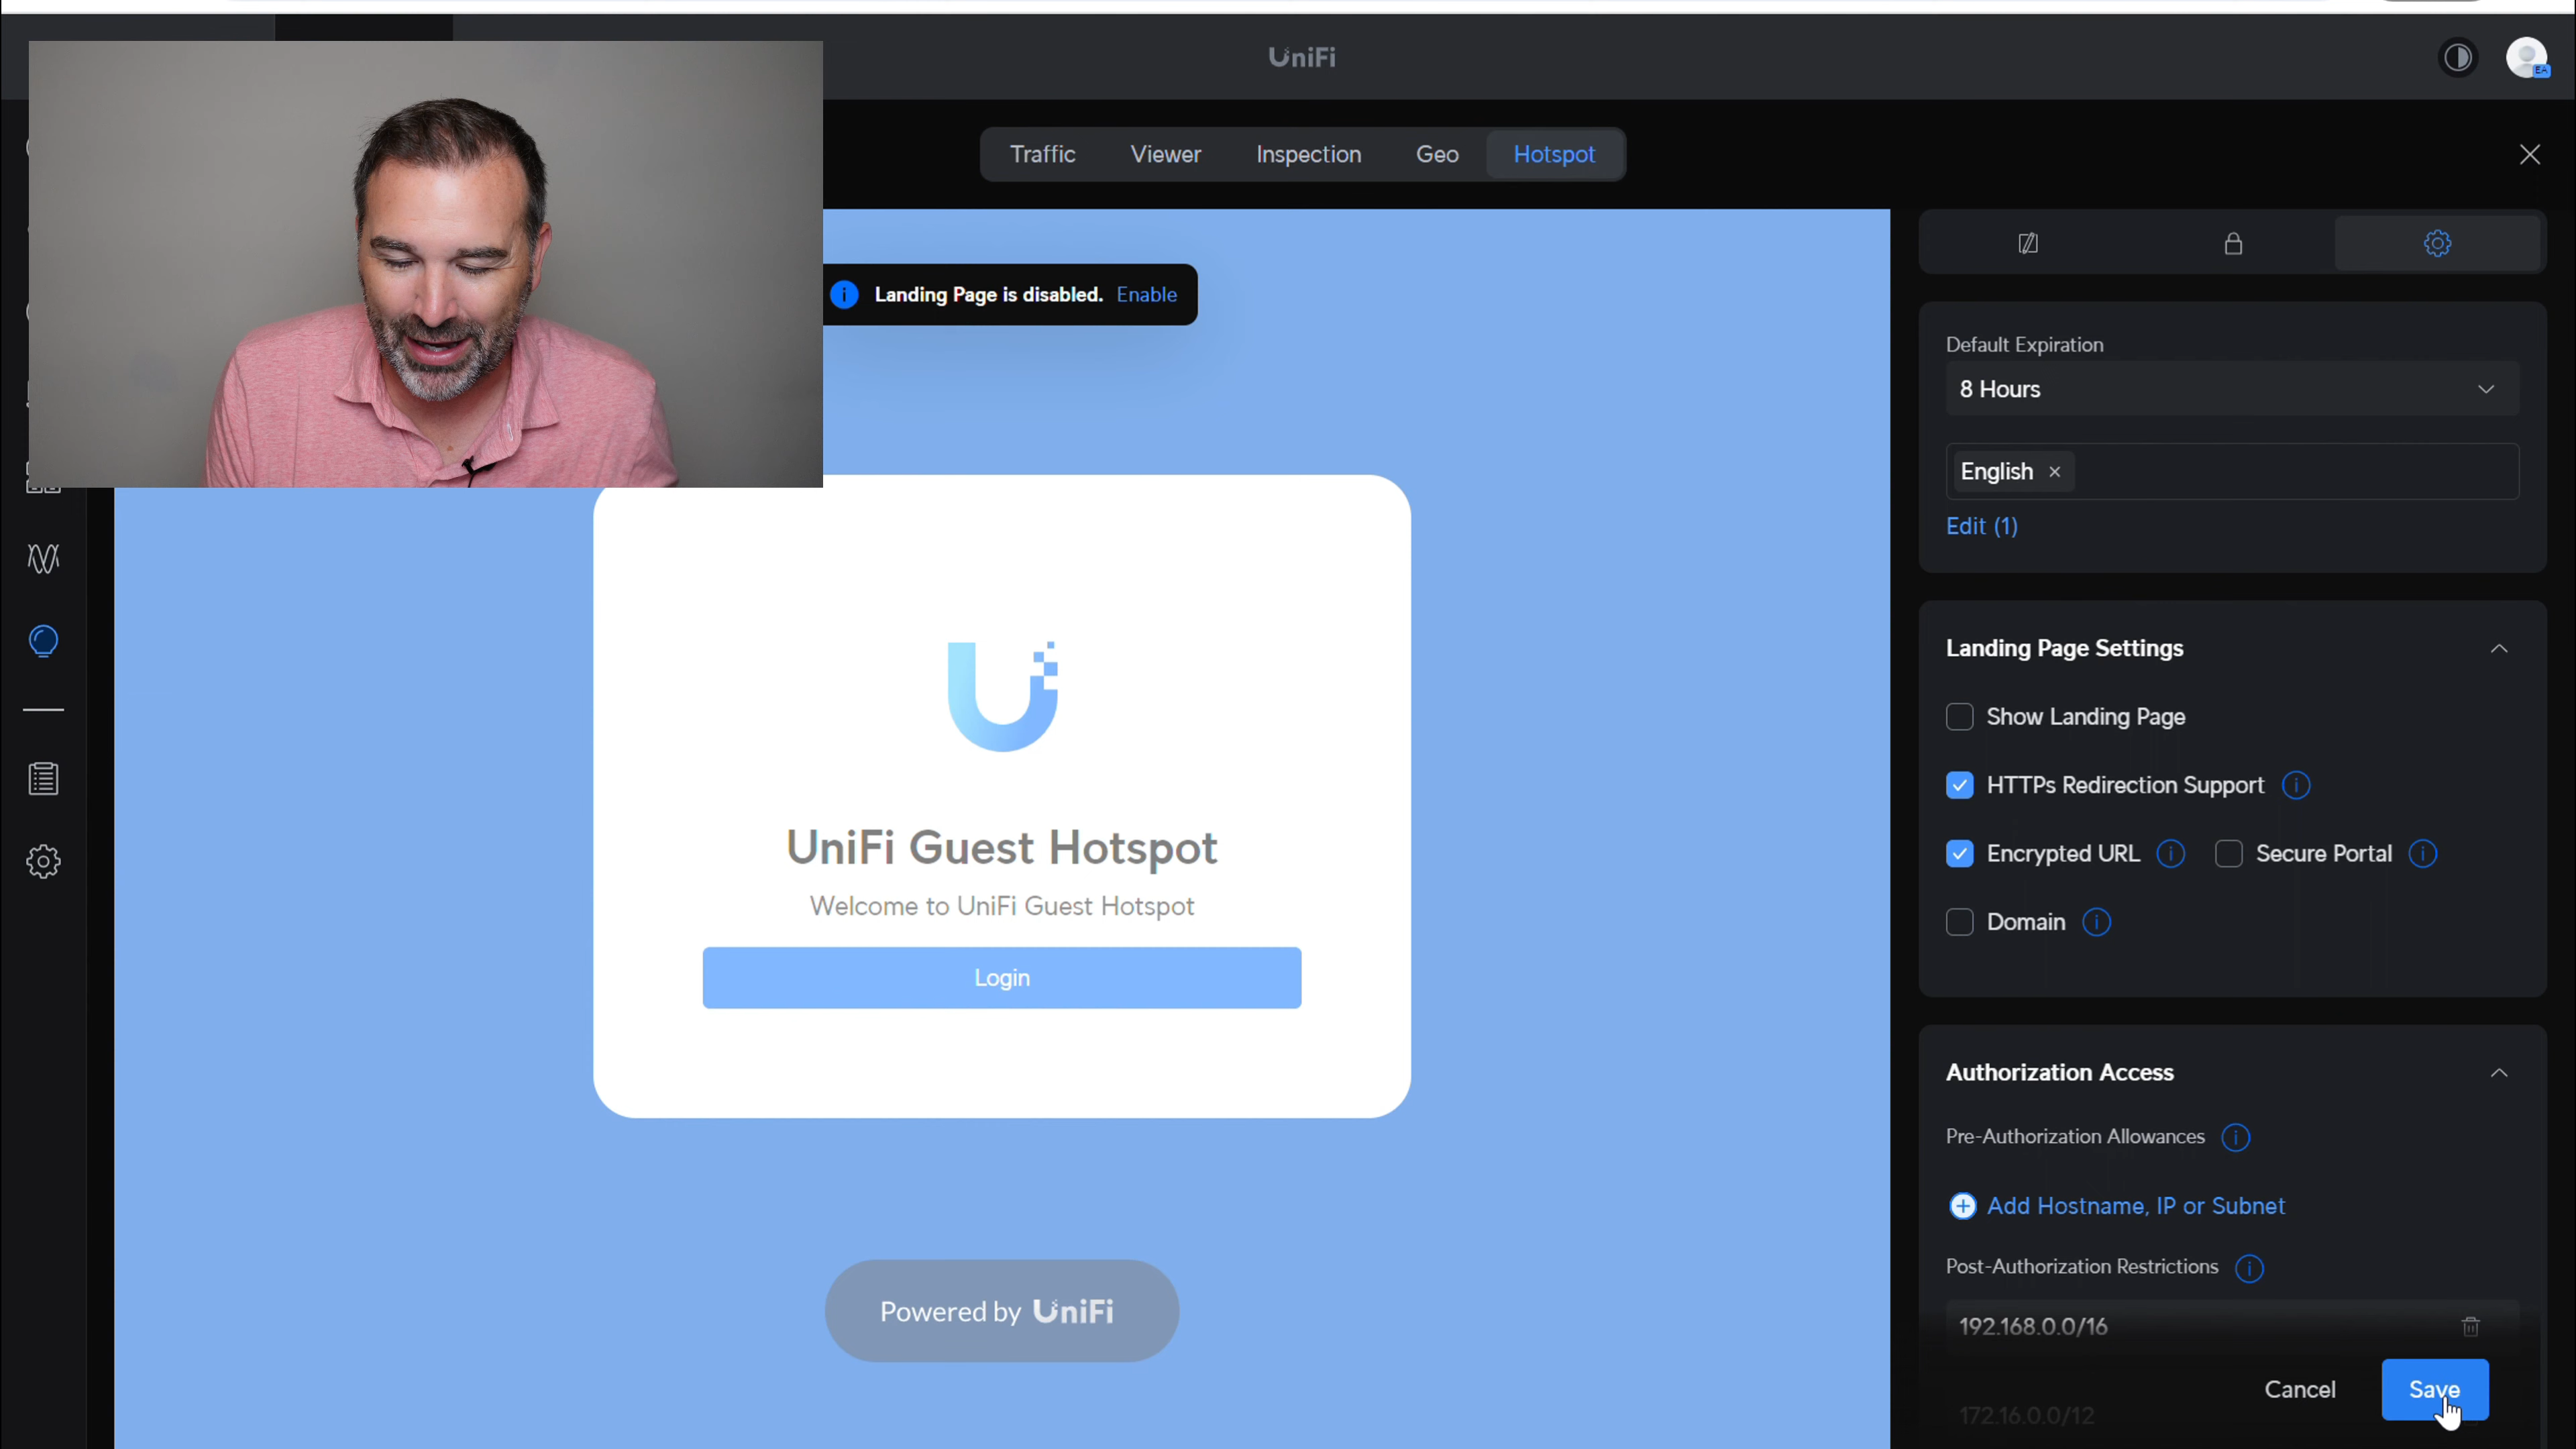 UniFi
EA
Traffic Viewer Inspection Geo Hotspot
Landing Page is disabled. Enable
UniFi Guest Hotspot
Welcome to UniFi Guest Hotspot
Login
Powered by UniFi
Default Expiration
8 Hours
English ×
Edit (1)
Landing Page Settings
Show Landing Page
HTTPs Redirection Support
Encrypted URL Secure Portal
Domain
Authorization Access
Pre-Authorization Allowances
Add Hostname, IP or Subnet
Post-Authorization Restrictions
192.168.0.0/16
Cancel Save
172.16.0.0/12